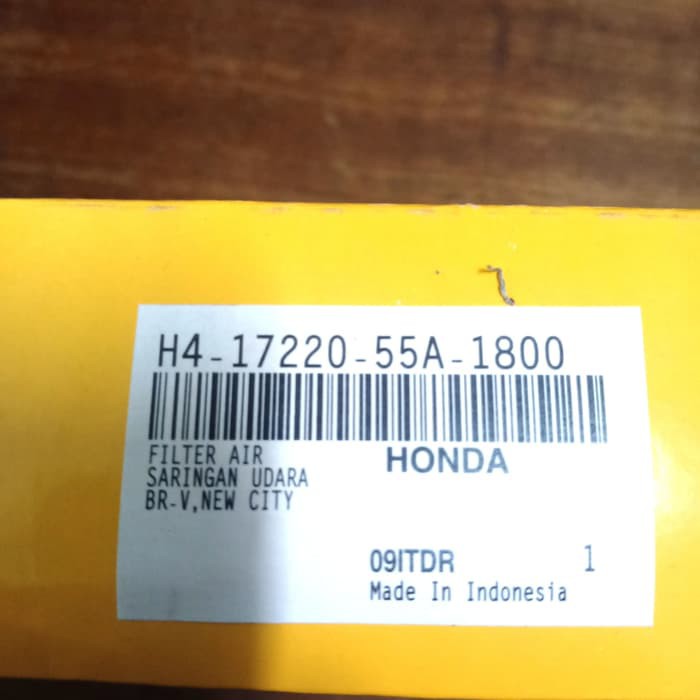 H4-17220-55A-1800
FILTER AIR
SARINGAN UDARA
BR-V,NEW CITY
HONDA
09ITDR
1
Made In Indonesia